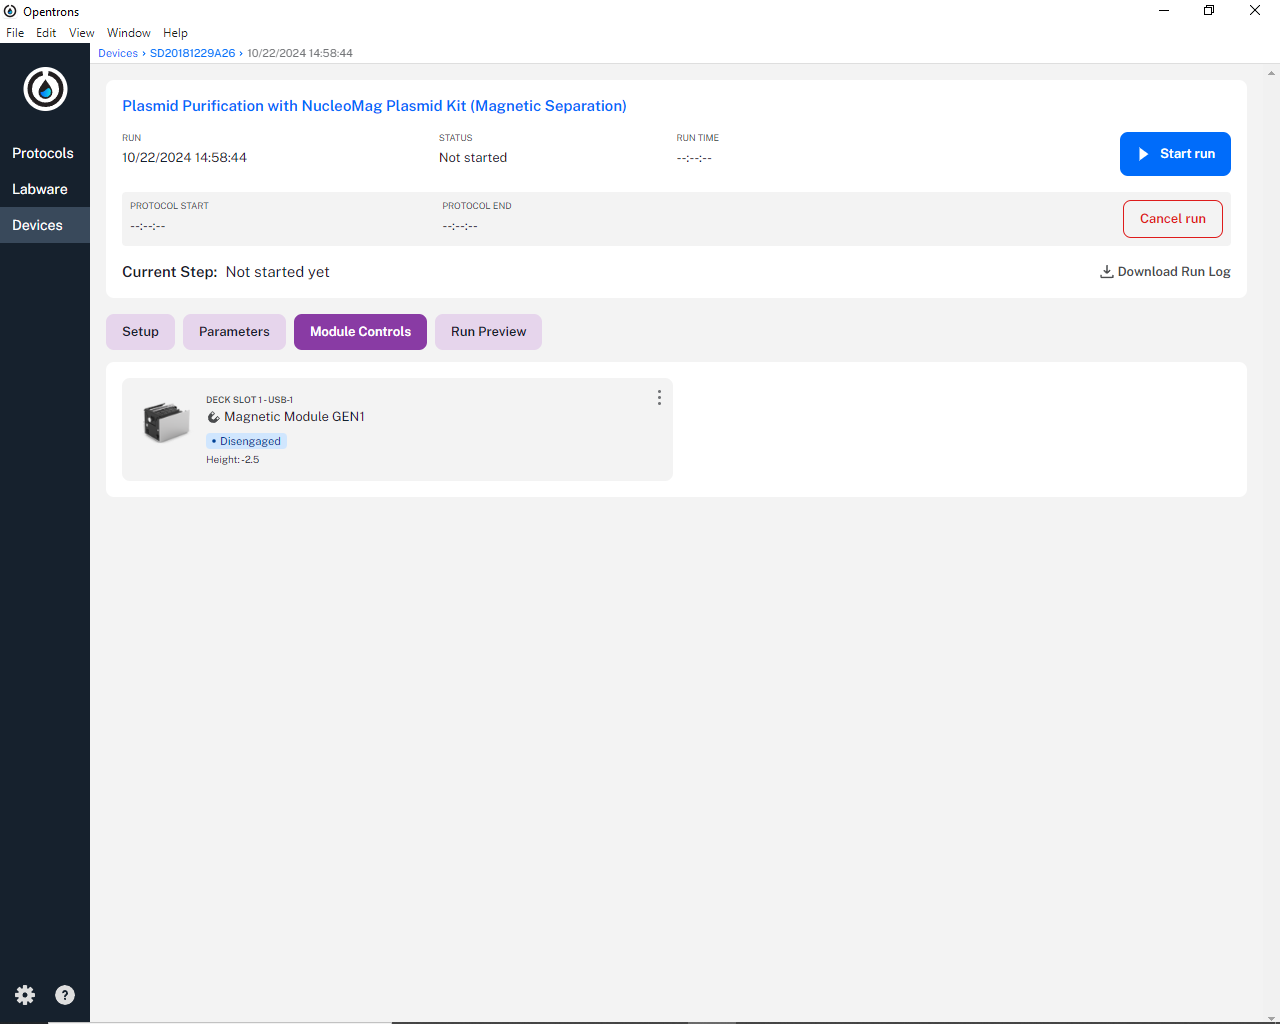 Opentrons
File Edit View Window Help
Devices › SD20181229A26 › 10/22/2024 14:58:44
Protocols
Labware
Devices
Plasmid Purification with NucleoMag Plasmid Kit (Magnetic Separation)
RUN STATUS RUN TIME
10/22/2024 14:58:44 Not started --:--:--
Start run
PROTOCOL START PROTOCOL END
--:--:-- --:--:--
Cancel run
Current Step: Not started yet
Download Run Log
Setup Parameters Module Controls Run Preview
DECK SLOT 1 - USB-1
Magnetic Module GEN1
• Disengaged
Height: -2.5
?